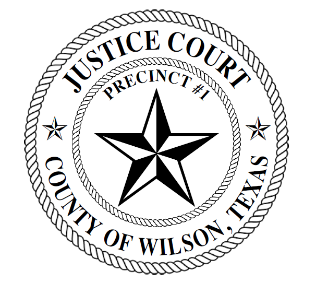 JUSTICE COURT
PRECINCT #1
COUNTY OF WILSON, TEXAS